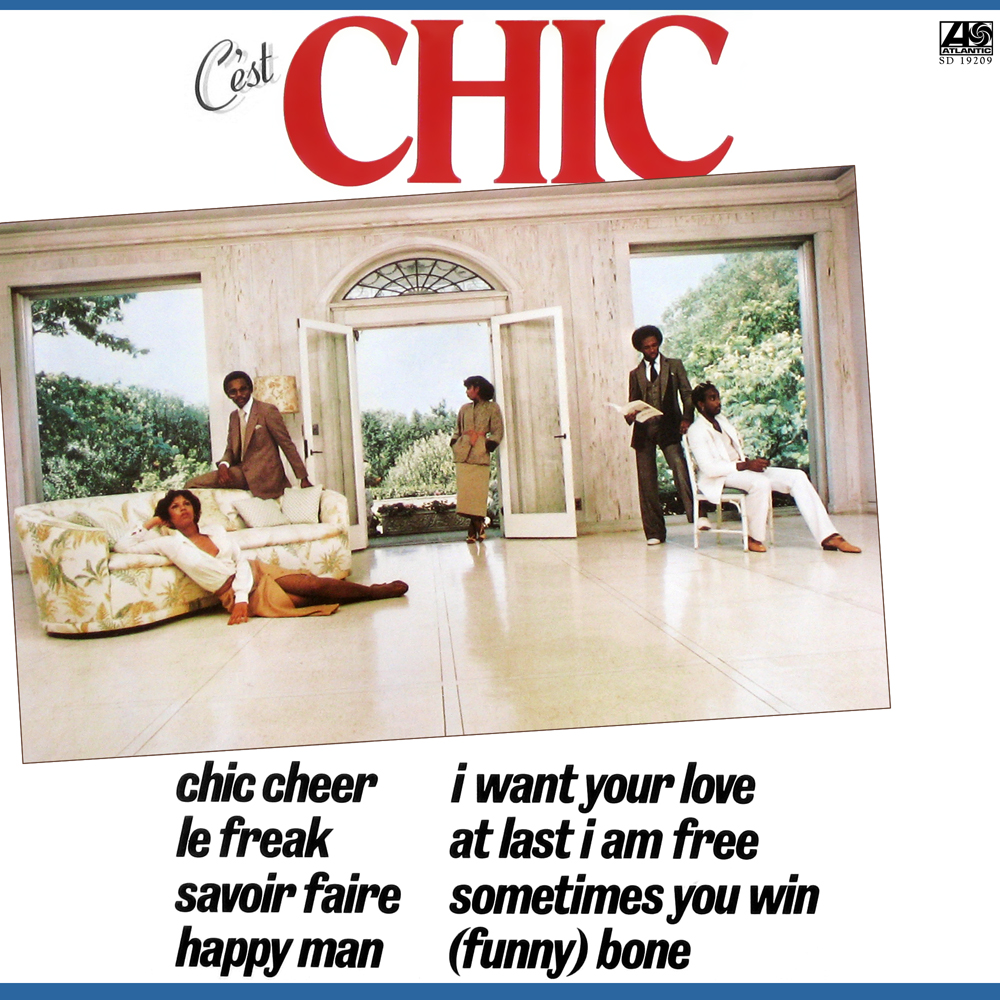 C'est
CHIC
ATLANTIC
SD 19209
chic cheer
le freak
savoir faire
happy man
i want your love
at last i am free
sometimes you win
(funny) bone